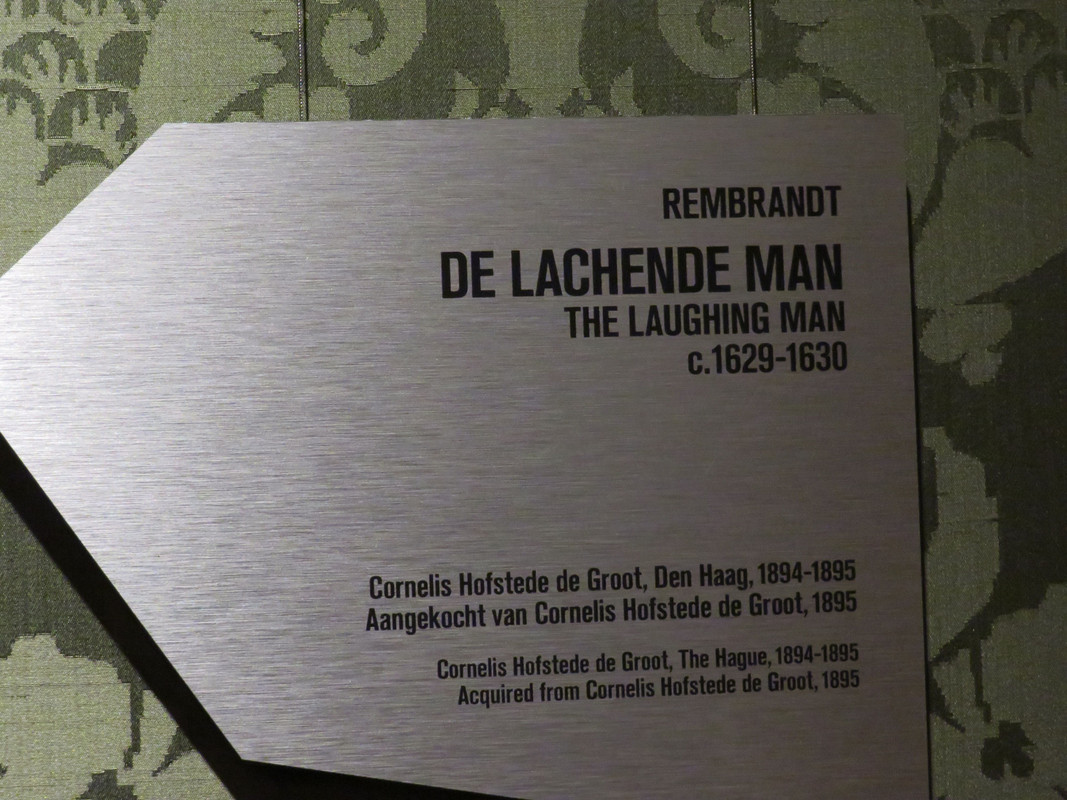 REMBRANDT
DE LACHENDE MAN
THE LAUGHING MAN
c.1629-1630
Cornelis Hofstede de Groot, Den Haag, 1894-1895
Aangekocht van Cornelis Hofstede de Groot, 1895
Cornelis Hofstede de Groot, The Hague, 1894-1895
Acquired from Cornelis Hofstede de Groot, 1895